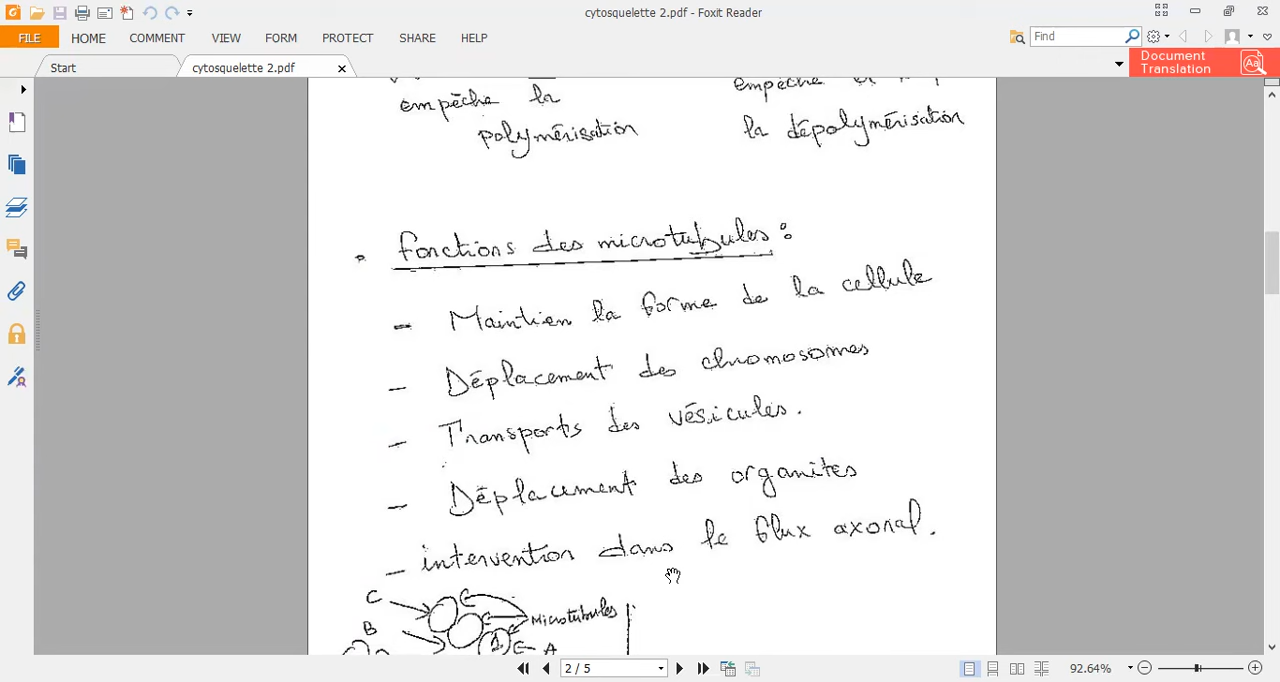 cytosquelette 2.pdf - Foxit Reader
FILE HOME COMMENT VIEW FORM PROTECT SHARE HELP
Find
Start
cytosquelette 2.pdf
Document
Translation
empêche la
polymérisation
empêche
la dépolymérisation
• Fonctions des microtubules :
- Maintien la forme de la cellule
- Déplacement des chromosomes
- Transports des vésicules.
- Déplacement des organites
- intervention dans le flux axonal.
C
Microtubules
B
A
2 / 5
92.64%